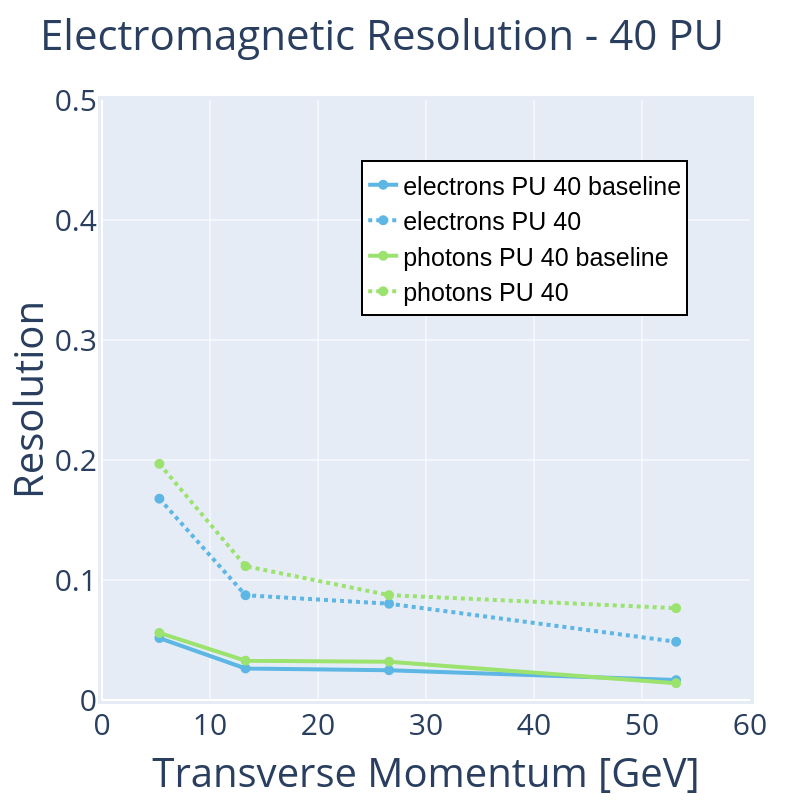 Electromagnetic Resolution - 40 PU
0.5
0.4
0.3
0.2
0.1
0
Resolution
electrons PU 40 baseline
electrons PU 40
photons PU 40 baseline
photons PU 40
0 10 20 30 40 50 60
Transverse Momentum [GeV]